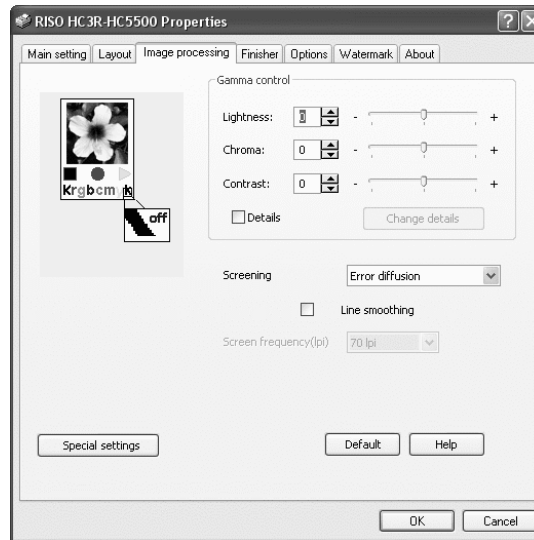 RISO HC3R-HC5500 Properties
Main setting Layout Image processing Finisher Options Watermark About
Gamma control
Lightness: 0 - +
Chroma: 0 - +
Contrast: 0 - +
Details Change details
Krgbcmyk
off
Screening Error diffusion
Line smoothing
Screen frequency(lpi) 70 lpi
Special settings Default Help
OK Cancel